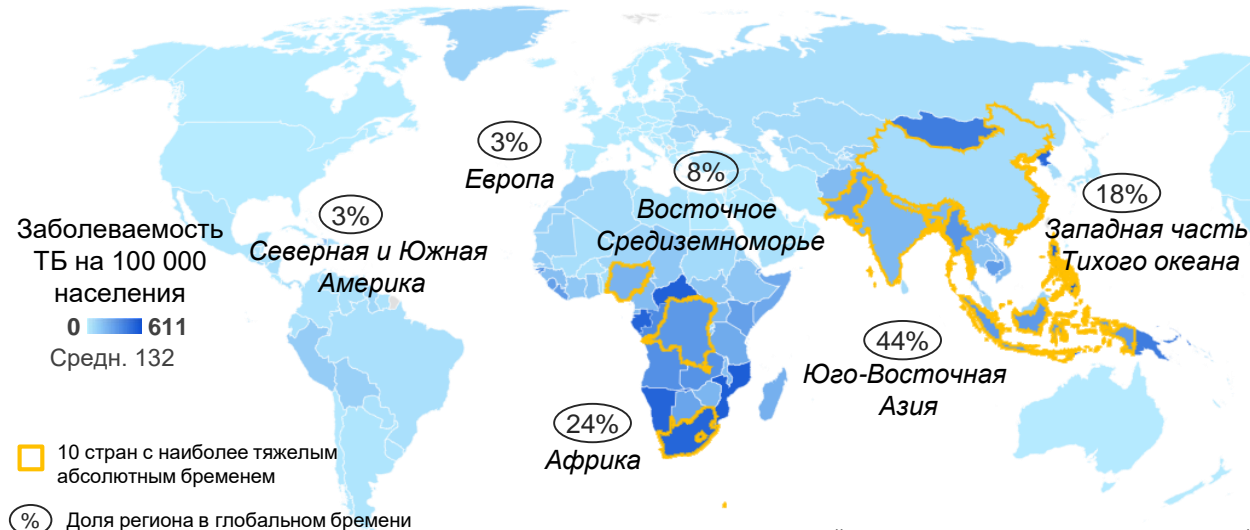 3%
Европа
8%
Восточное
Средиземноморье
18%
Западная часть
Тихого океана
3%
Северная и Южная
Америка
Заболеваемость
ТБ на 100 000
населения
0 611
Средн. 132
44%
Юго-Восточная
Азия
24%
Африка
10 стран с наиболее тяжелым
абсолютным бременем
% Доля региона в глобальном бремени